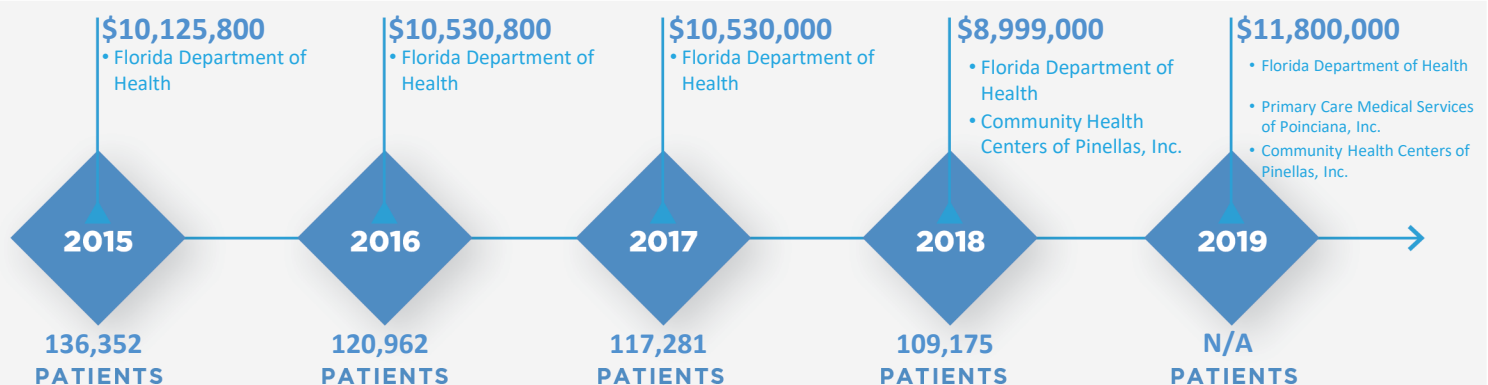 $10,125,800
• Florida Department of
Health
2015
136,352
PATIENTS
$10,530,800
• Florida Department of
Health
2016
120,962
PATIENTS
$10,530,000
• Florida Department of
Health
2017
117,281
PATIENTS
$8,999,000
• Florida Department of
Health
• Community Health
Centers of Pinellas, Inc.
2018
109,175
PATIENTS
$11,800,000
• Florida Department of Health
• Primary Care Medical Services
of Poinciana, Inc.
• Community Health Centers of
Pinellas, Inc.
2019
N/A
PATIENTS